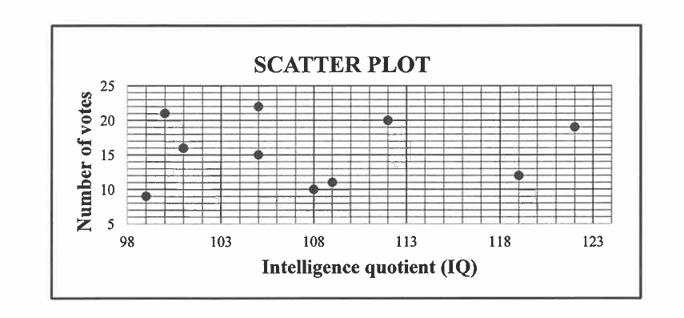 SCATTER PLOT
Number of votes
25
20
15
10
5
98 103 108 113 118 123
Intelligence quotient (IQ)